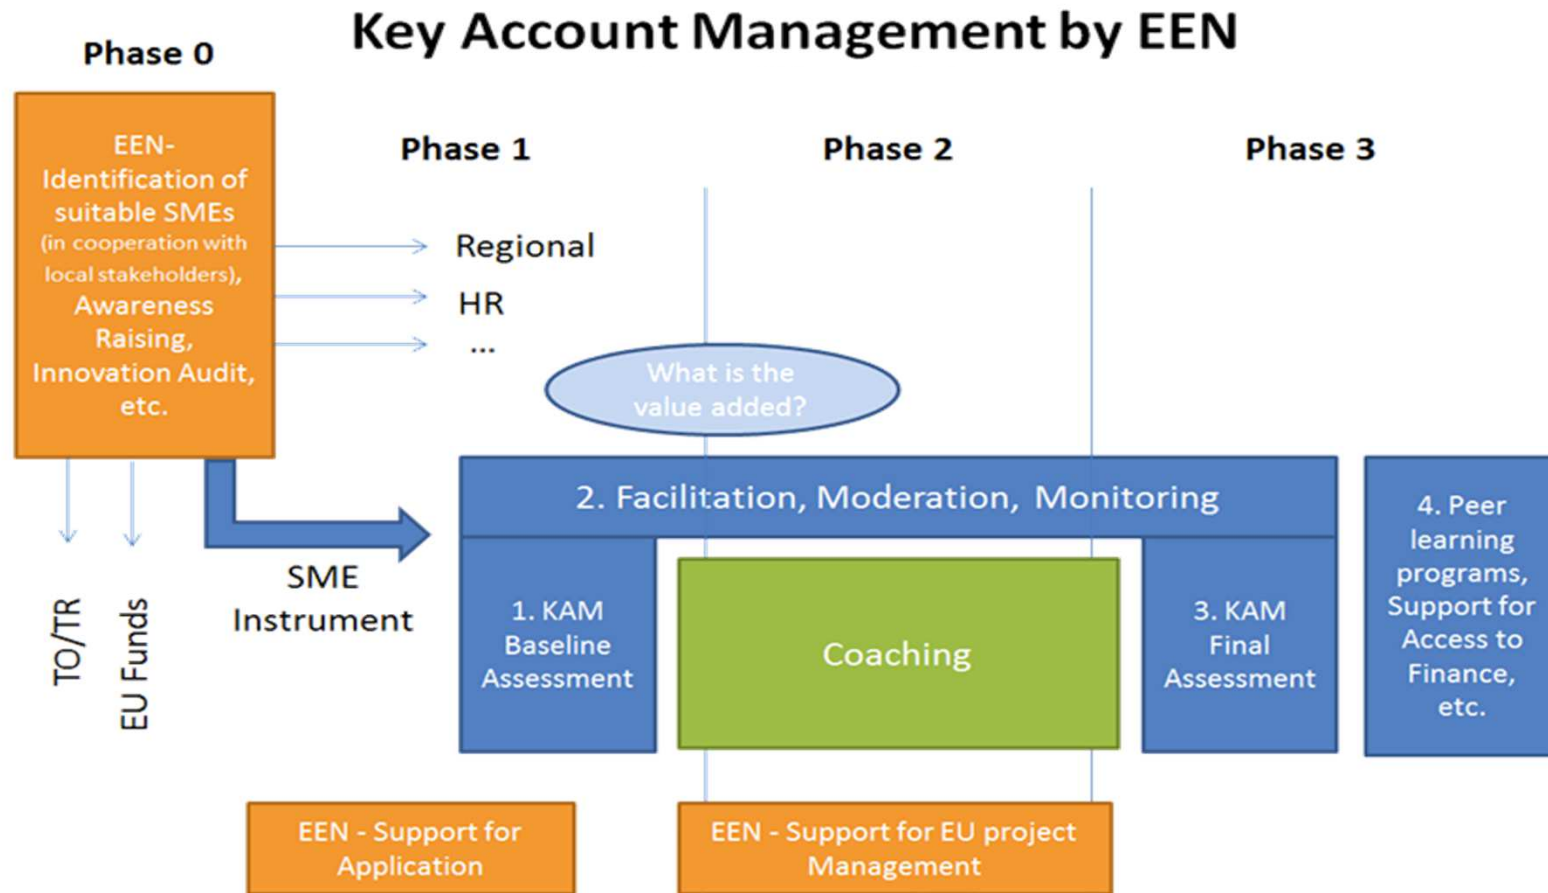 Key Account Management by EEN
Phase 0
EEN-
Identification of
suitable SMEs
(in cooperation with
local stakeholders),
Awareness
Raising,
Innovation Audit,
etc.
Phase 1
Phase 2
Phase 3
Regional
HR
...
What is the
value added?
TO/TR
EU Funds
SME
Instrument
2. Facilitation, Moderation, Monitoring
1. KAM
Baseline
Assessment
Coaching
3. KAM
Final
Assessment
4. Peer
learning
programs,
Support for
Access to
Finance,
etc.
EEN - Support for
Application
EEN - Support for EU project
Management